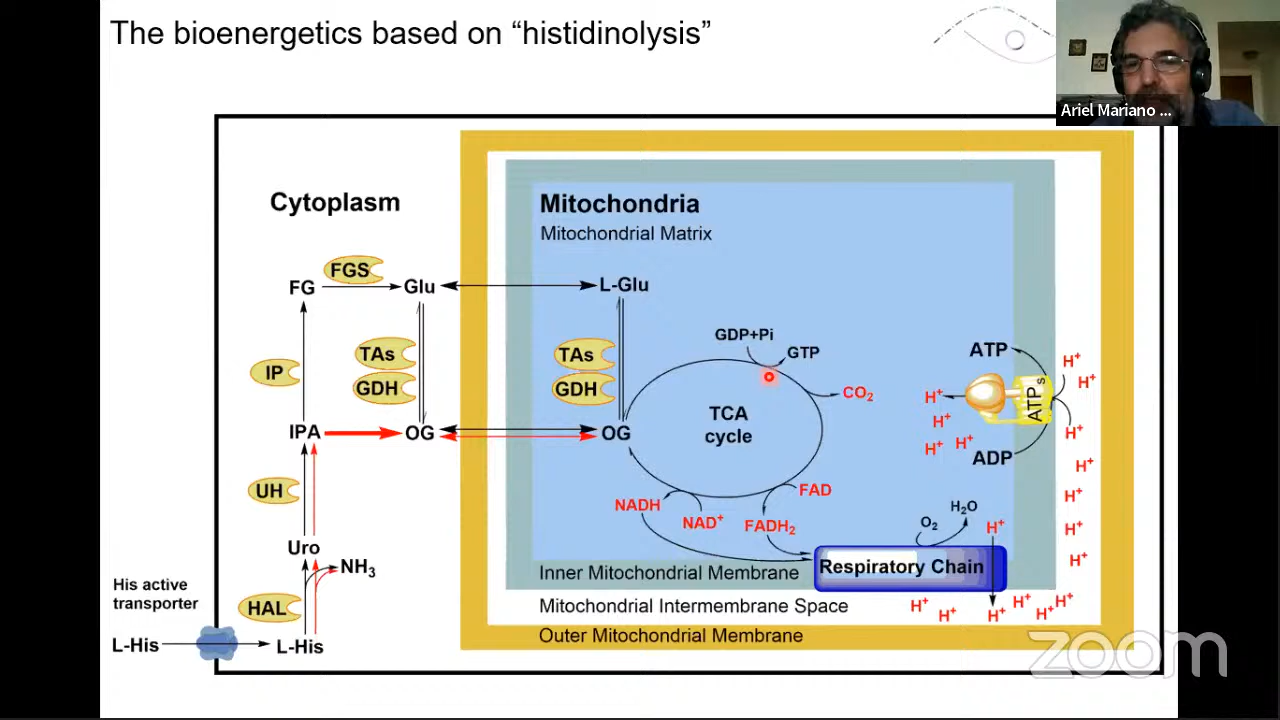 The bioenergetics based on “histidinolysis”
Ariel Mariano ...
Cytoplasm
Mitochondria
Mitochondrial Matrix
FGS
FG
Glu
L-Glu
GDP+Pi
GTP
TAs
GDH
TAs
GDH
IP
CO₂
TCA
cycle
ATP
ATPs
ADP
H⁺
H⁺
H⁺
H⁺
H⁺
H⁺
H⁺
IPA
OG
OG
UH
NADH
NAD⁺
FADH₂
FAD
O₂
H₂O
H⁺
H⁺
H⁺
H⁺
H⁺
Uro
NH₃
Respiratory Chain
Inner Mitochondrial Membrane
His active
transporter
HAL
Mitochondrial Intermembrane Space
H⁺
H⁺
H⁺
H⁺
H⁺
H⁺
Outer Mitochondrial Membrane
L-His
L-His
zoom